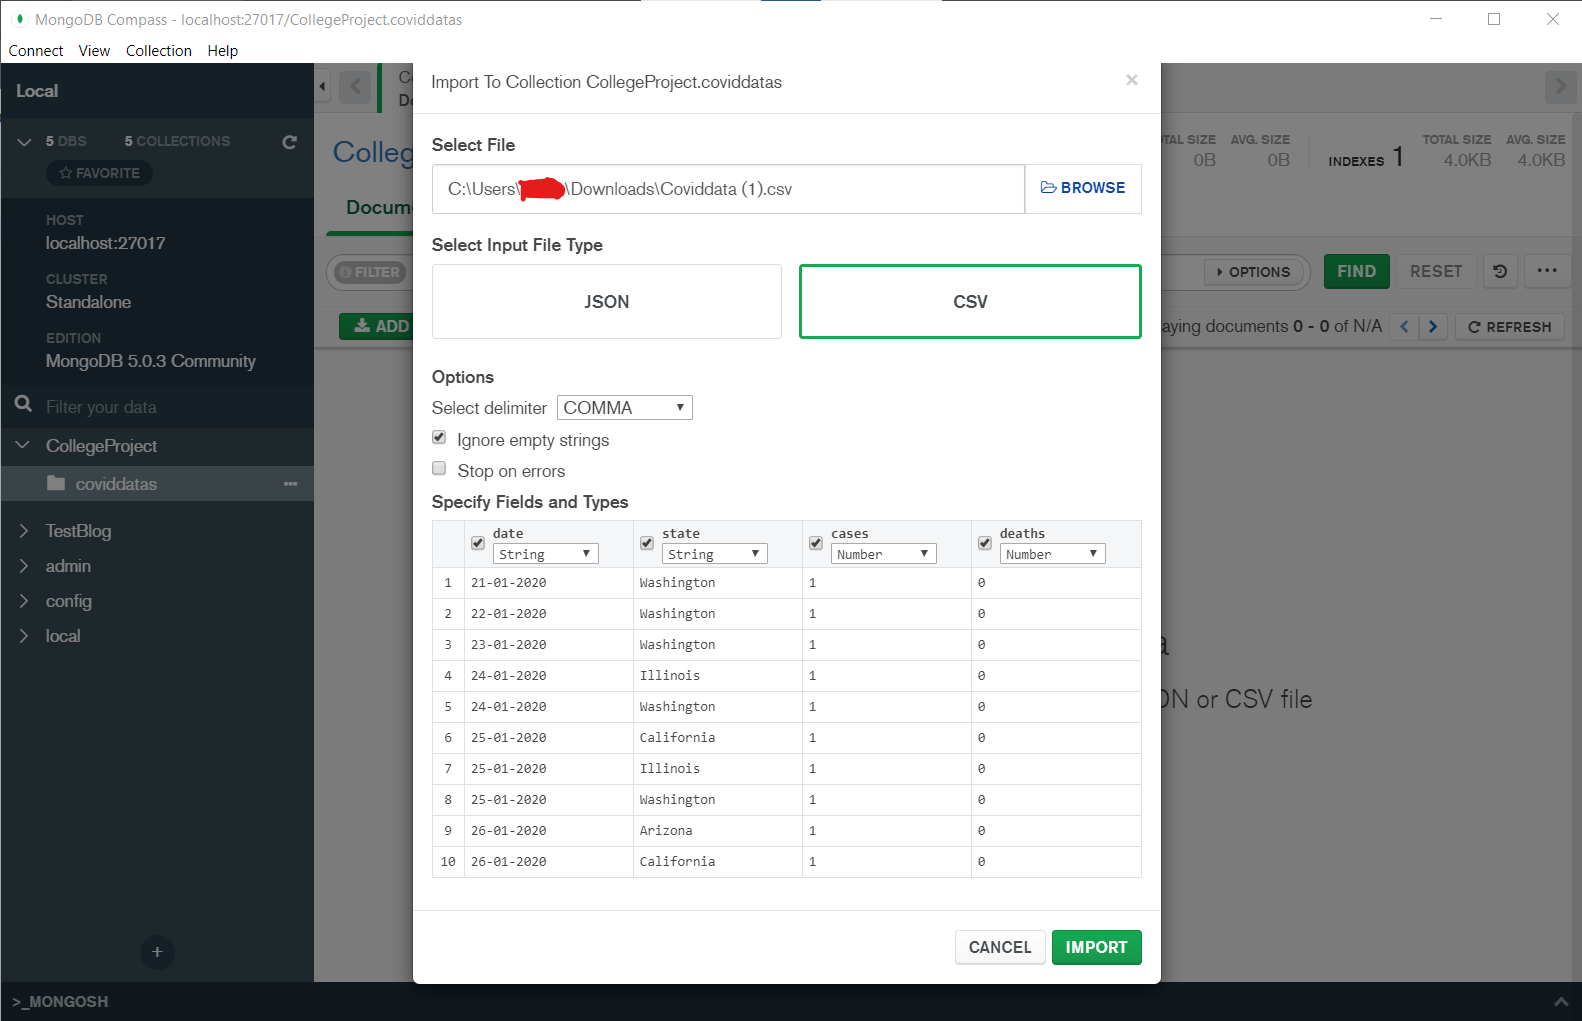 MongoDB Compass - localhost:27017/CollegeProject.coviddatas
Connect View Collection Help
Local
5 DBS 5 COLLECTIONS
FAVORITE
HOST
localhost:27017
CLUSTER
Standalone
EDITION
MongoDB 5.0.3 Community
Filter your data
CollegeProject
coviddatas
TestBlog
admin
config
local
>_MONGOSH
Colleg
Docum
FILTER
ADD
TAL SIZE AVG. SIZE
0B 0B
INDEXES 1
TOTAL SIZE AVG. SIZE
4.0KB 4.0KB
OPTIONS FIND RESET
aying documents 0 - 0 of N/A REFRESH
ON or CSV file
Import To Collection CollegeProject.coviddatas
Select File
C:\Users\ \Downloads\Coviddata (1).csv BROWSE
Select Input File Type
JSON CSV
Options
Select delimiter COMMA
Ignore empty strings
Stop on errors
Specify Fields and Types
date state cases deaths
String String Number Number
1 21-01-2020 Washington 1 0
2 22-01-2020 Washington 1 0
3 23-01-2020 Washington 1 0
4 24-01-2020 Illinois 1 0
5 24-01-2020 Washington 1 0
6 25-01-2020 California 1 0
7 25-01-2020 Illinois 1 0
8 25-01-2020 Washington 1 0
9 26-01-2020 Arizona 1 0
10 26-01-2020 California 1 0
CANCEL IMPORT